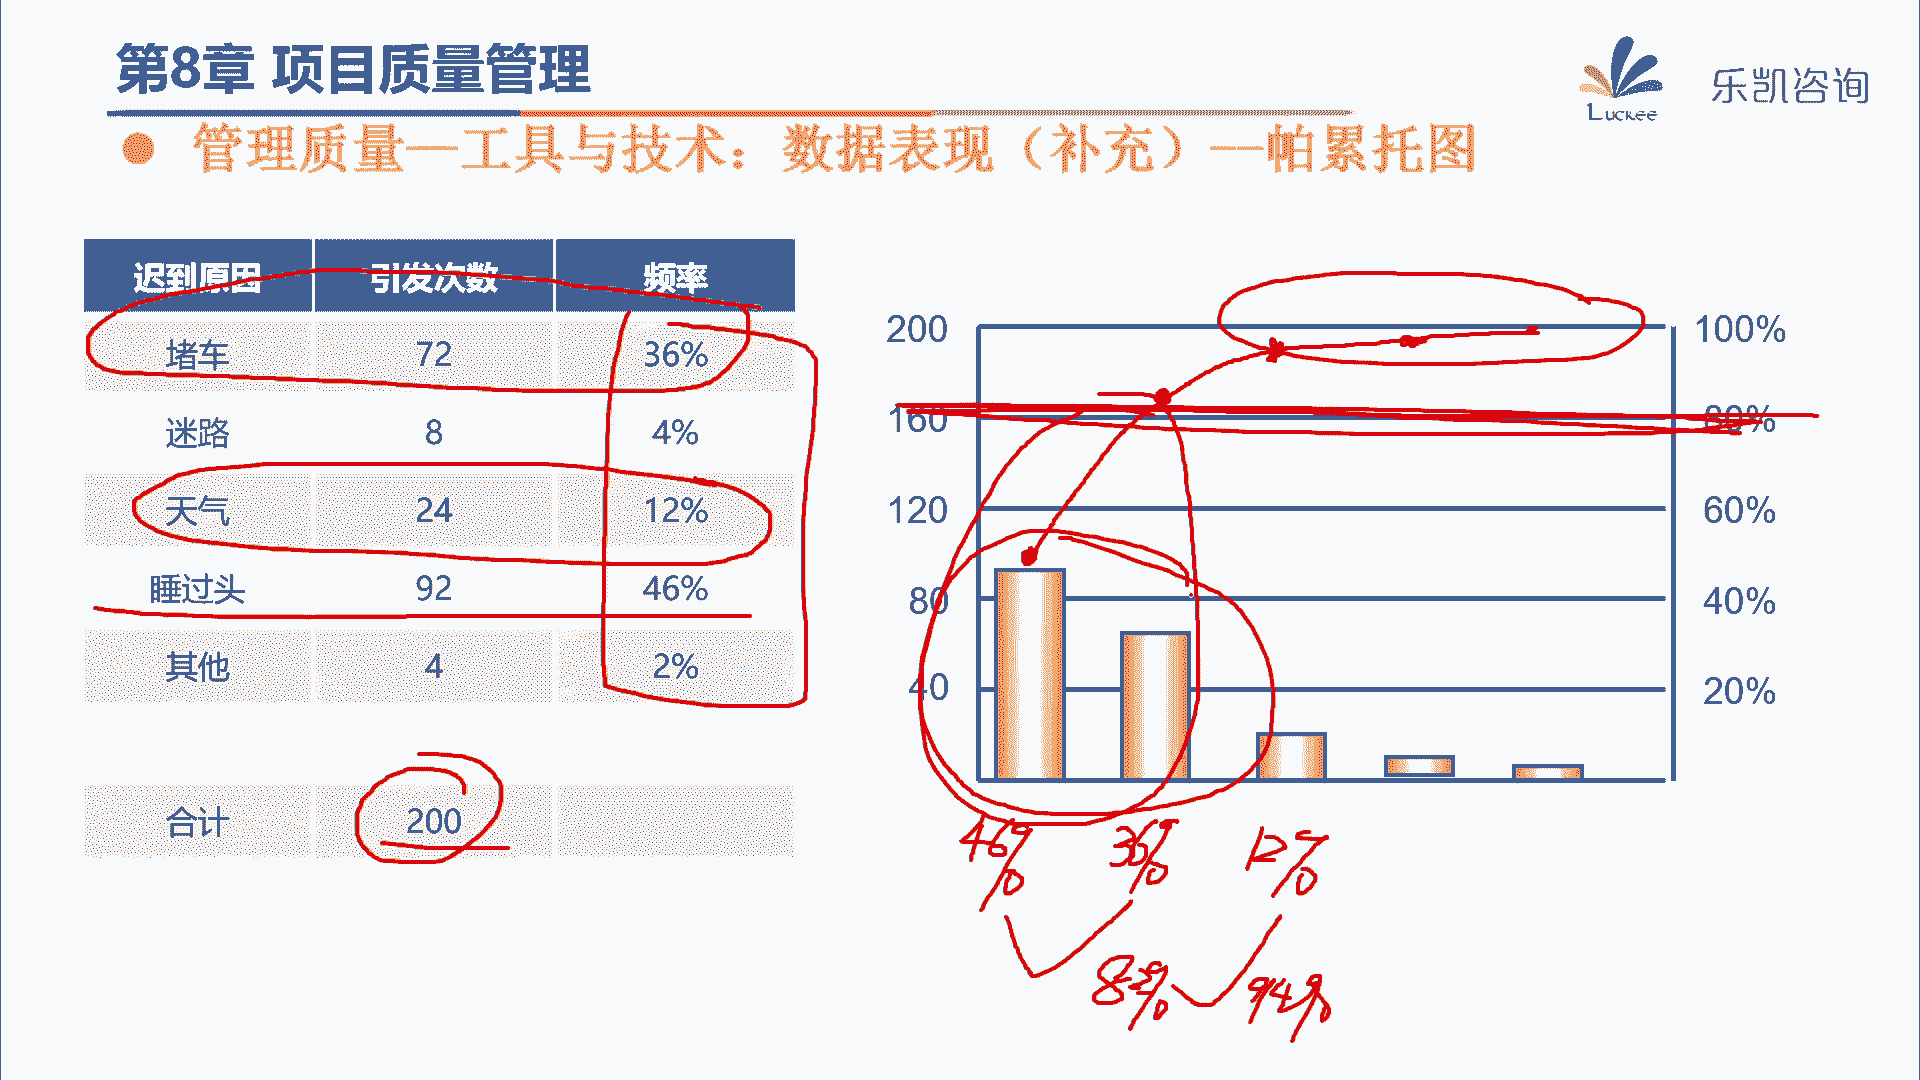 第8章 项目质量管理
Luckee
乐凯咨询
● 管理质量—工具与技术：数据表现（补充）—帕累托图
迟到原因 引发次数 频率
堵车 72 36%
迷路 8 4%
天气 24 12%
睡过头 92 46%
其他 4 2%
合计 200
200 100%
160 80%
120 60%
80 40%
40 20%
46% 36% 12%
82% 94%